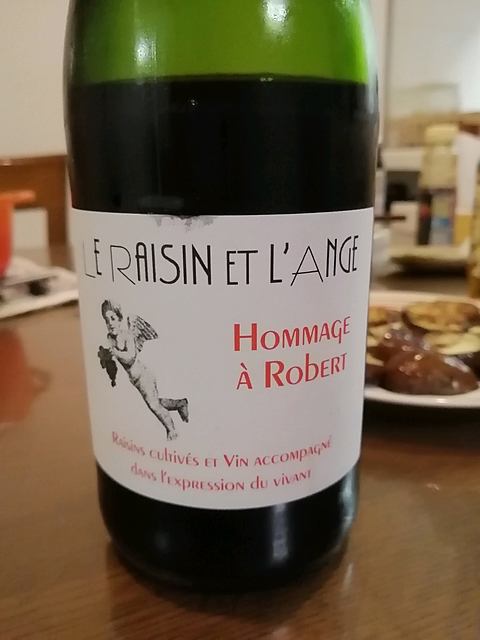 LE RAISIN ET L'ANGE
HOMMAGE
À ROBERT
RAISINS CULTIVÉS ET VIN ACCOMPAGNÉ
DANS L'EXPRESSION DU VIVANT